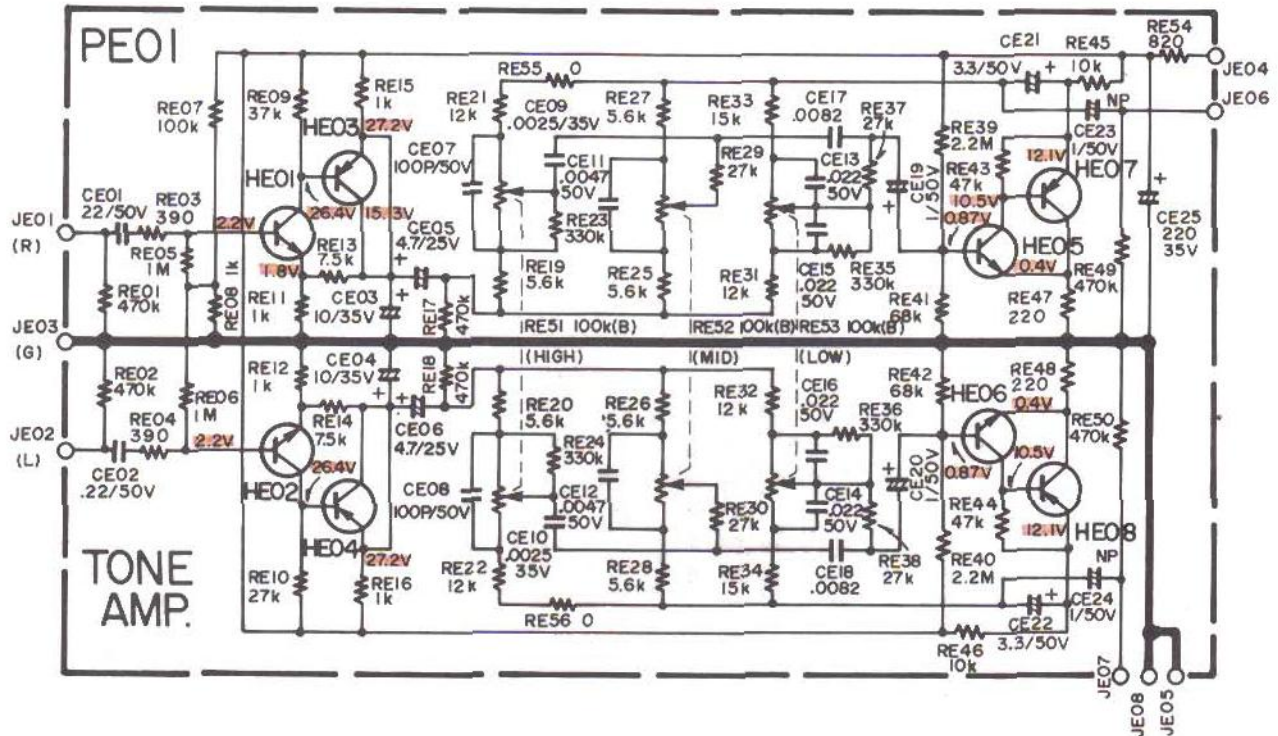 PE01
RE07
100k
RE09
37k
RE15
1k
HE03
27.2V
HE01
26.4V
15.3V
CE01
.22/50V
RE03
390
2.2V
RE05
1M
JE01
(R)
RE01
470k
RE08 1k
1.8V
RE13
7.5k
RE11
1k
CE03
10/35V
CE05
4.7/25V
RE17
470k
RE55 0
RE21
12k
CE09
.0025/35V
CE07
100P/50V
CE11
.0047
50V
RE23
330k
RE19
5.6k
RE27
5.6k
RE25
5.6k
RE29
27k
RE33
15k
RE31
12k
CE17
.0082
RE37
27k
CE13
.022
50V
CE15
.022
50V
RE35
330k
CE19
1/50V
RE39
2.2M
RE43
47k
10.5V
0.87V
RE41
68k
CE21
3.3/50V
RE45
10k
RE54
820
JE04
JE06
NP
CE23
1/50V
12.1V
HE07
HE05
0.4V
RE47
220
RE49
470k
CE25
220
35V
RE51 100k(B)
RE52 100k(B)
RE53 100k(B)
(HIGH)
(MID)
(LOW)
JE03
(G)
RE02
470k
RE04
390
RE06
1M
2.2V
JE02
(L)
CE02
.22/50V
RE12
1k
CE04
10/35V
RE18
470k
RE14
7.5k
CE06
4.7/25V
26.4V
HE02
HE04
27.2V
RE10
27k
RE16
1k
RE20
5.6k
RE24
330k
CE08
100P/50V
CE12
.0047
50V
CE10
.0025
35V
RE22
12k
RE56 0
RE26
5.6k
RE28
5.6k
RE30
27k
RE32
12k
RE34
15k
CE16
.022
50V
RE36
330k
CE14
.022
50V
CE18
.0082
RE38
27k
CE20
1/50V
RE42
68k
0.87V
HE06
RE48
220
0.4V
RE50
470k
10.5V
RE44
47k
12.1V
HE08
RE40
2.2M
NP
CE24
1/50V
CE22
3.3/50V
RE46
10k
JE07
JE08
JE05
TONE
AMP.